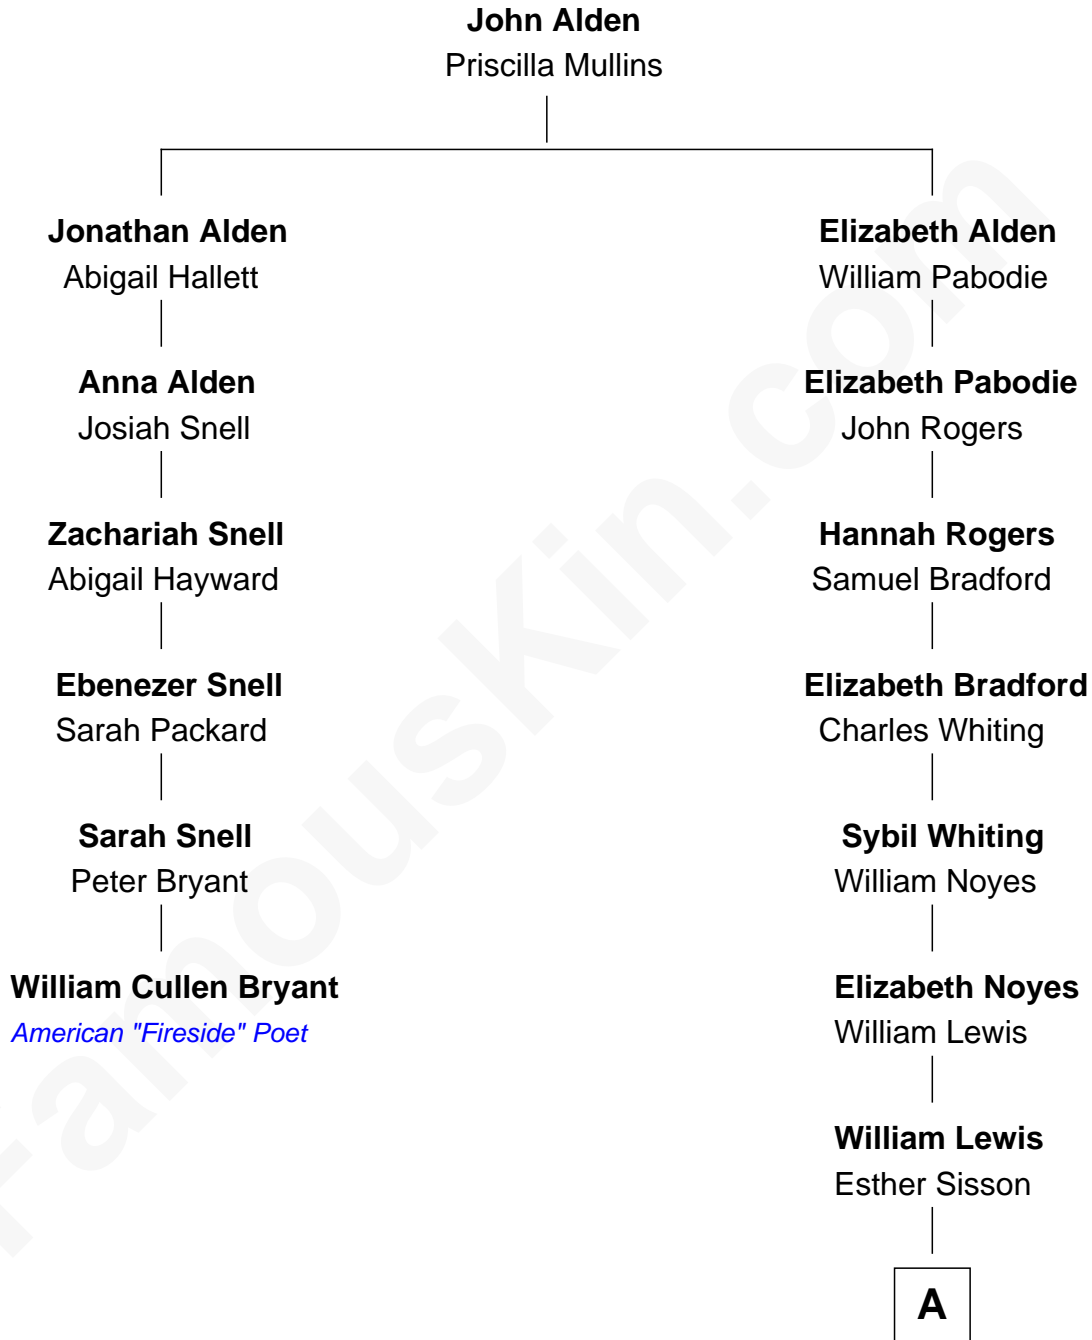 John Alden
Priscilla Mullins
Jonathan Alden
Abigail Hallett
Anna Alden
Josiah Snell
Zachariah Snell
Abigail Hayward
Ebenezer Snell
Sarah Packard
Sarah Snell
Peter Bryant
William Cullen Bryant
American "Fireside" Poet
Elizabeth Alden
William Pabodie
Elizabeth Pabodie
John Rogers
Hannah Rogers
Samuel Bradford
Elizabeth Bradford
Charles Whiting
Sybil Whiting
William Noyes
Elizabeth Noyes
William Lewis
William Lewis
Esther Sisson
A
FamousKin.com